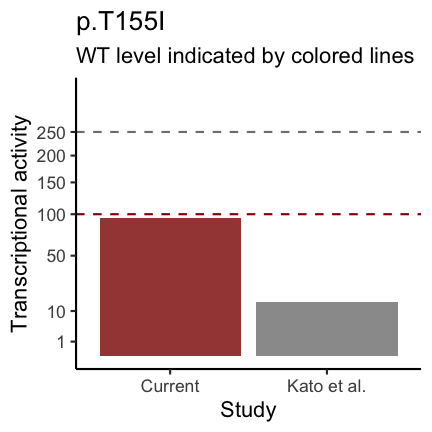 p.T155I
WT level indicated by colored lines
Transcriptional activity
250
200
150
100
50
10
1
Current
Kato et al.
Study